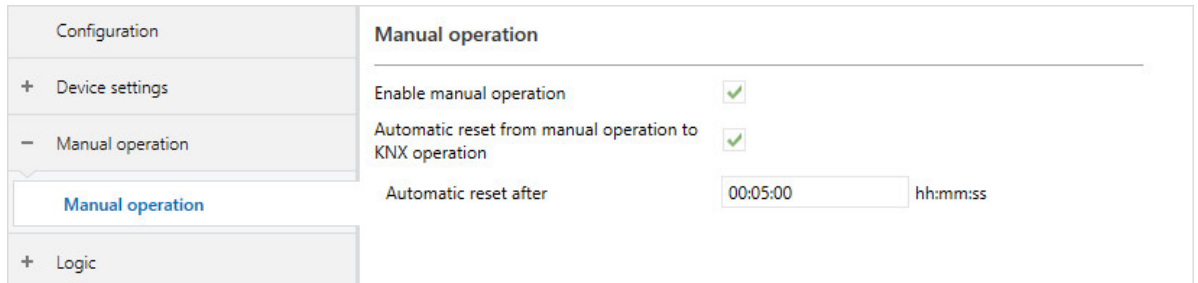 Configuration
+ Device settings
− Manual operation
Manual operation
+ Logic
Manual operation
Enable manual operation
Automatic reset from manual operation to
KNX operation
Automatic reset after 00:05:00 hh:mm:ss